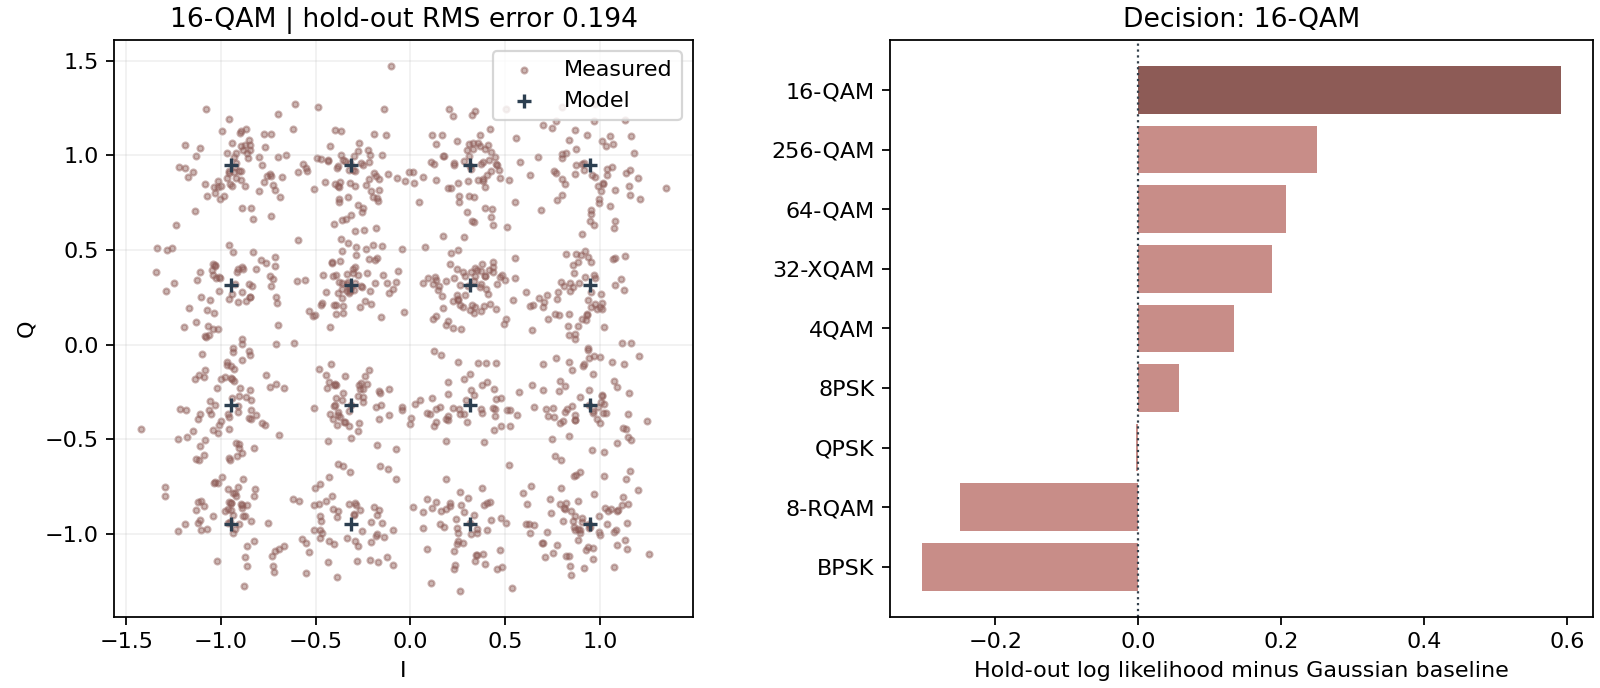 16-QAM | hold-out RMS error 0.194
Measured
Model
1.5
1.0
0.5
0.0
−0.5
−1.0
Q
−1.5
−1.0
−0.5
0.0
0.5
1.0
I
Decision: 16-QAM
16-QAM
256-QAM
64-QAM
32-XQAM
4QAM
8PSK
QPSK
8-RQAM
BPSK
−0.2
0.0
0.2
0.4
0.6
Hold-out log likelihood minus Gaussian baseline